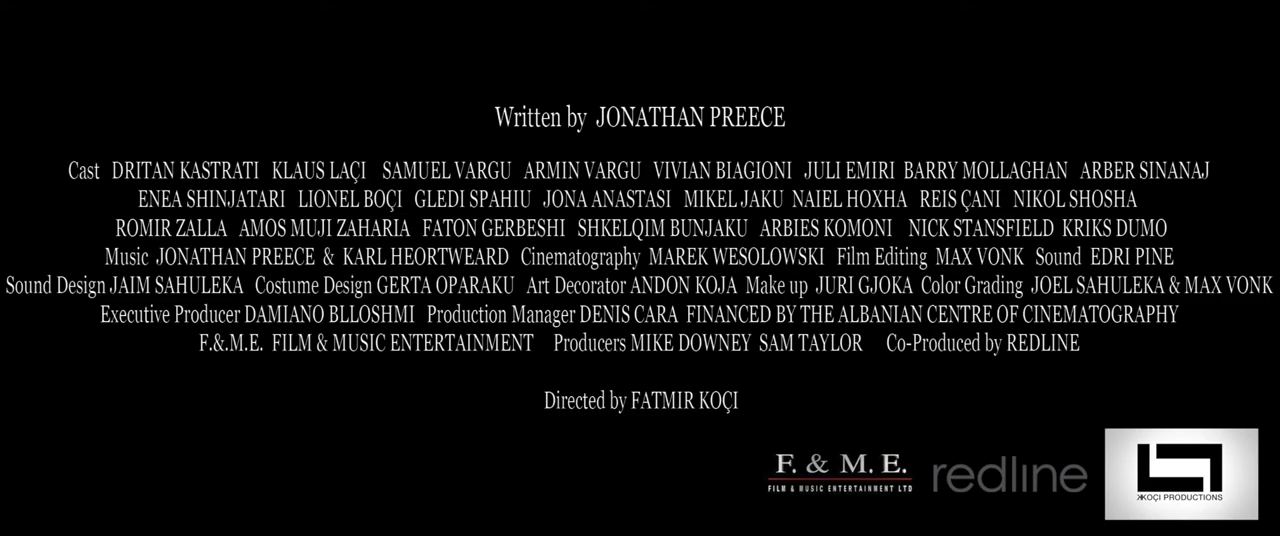 Written by JONATHAN PREECE
Cast DRITAN KASTRATI KLAUS LAÇI SAMUEL VARGU ARMIN VARGU VIVIAN BIAGIONI JULI EMIRI BARRY MOLLAGHAN ARBER SINANAJ
ENEA SHINJATARI LIONEL BOÇI GLEDI SPAHIU JONA ANASTASI MIKEL JAKU NAIEL HOXHA REIS ÇANI NIKOL SHOSHA
ROMIR ZALLA AMOS MUJI ZAHARIA FATON GERBESHI SHKELQIM BUNJAKU ARBIES KOMONI NICK STANSFIELD KRIKS DUMO
Music JONATHAN PREECE & KARL HEORTWEARD Cinematography MAREK WESOLOWSKI Film Editing MAX VONK Sound EDRI PINE
Sound Design JAIM SAHULEKA Costume Design GERTA OPARAKU Art Decorator ANDON KOJA Make up JURI GJOKA Color Grading JOEL SAHULEKA & MAX VONK
Executive Producer DAMIANO BLLOSHMI Production Manager DENIS CARA FINANCED BY THE ALBANIAN CENTRE OF CINEMATOGRAPHY
F.&.M.E. FILM & MUSIC ENTERTAINMENT Producers MIKE DOWNEY SAM TAYLOR Co-Produced by REDLINE
Directed by FATMIR KOÇI
F. & M. E.
FILM & MUSIC ENTERTAINMENT LTD
redline
KOÇI PRODUCTIONS